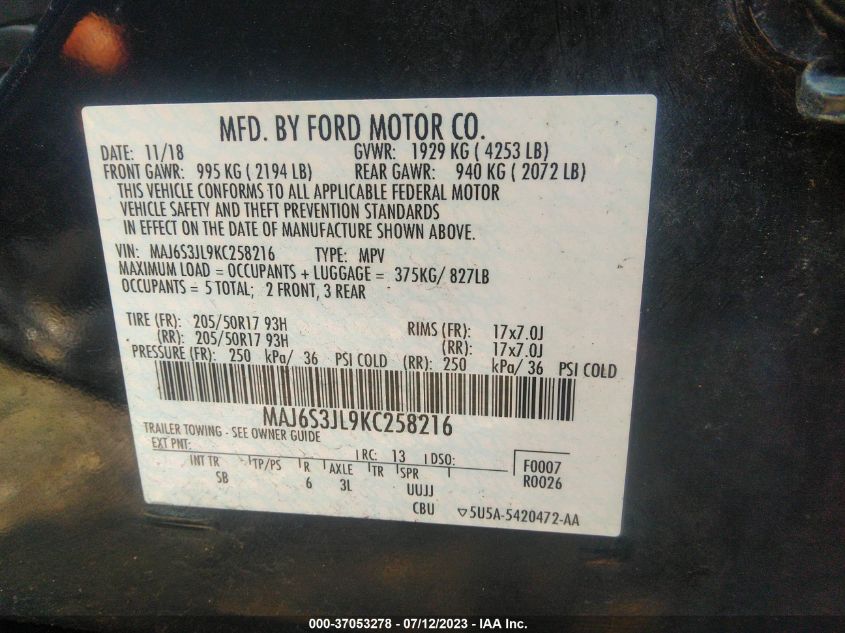 MFD. BY FORD MOTOR CO.
DATE: 11/18 GVWR: 1929 KG ( 4253 LB)
FRONT GAWR: 995 KG ( 2194 LB) REAR GAWR: 940 KG ( 2072 LB)
THIS VEHICLE CONFORMS TO ALL APPLICABLE FEDERAL MOTOR
VEHICLE SAFETY AND THEFT PREVENTION STANDARDS
IN EFFECT ON THE DATE OF MANUFACTURE SHOWN ABOVE.
VIN: MAJ6S3JL9KC258216 TYPE: MPV
MAXIMUM LOAD = OCCUPANTS + LUGGAGE = 375KG/ 827LB
OCCUPANTS = 5 TOTAL; 2 FRONT, 3 REAR
TIRE (FR): 205/50R17 93H RIMS (FR): 17x7.0J
(RR): 205/50R17 93H (RR): 17x7.0J
PRESSURE (FR): 250 kPa/ 36 PSI COLD (RR): 250 kPa/ 36 PSI COLD
MAJ6S3JL9KC258216
TRAILER TOWING - SEE OWNER GUIDE
EXT PNT: RC: 13 DSO: F0007
INT TR TP/PS R AXLE TR SPR R0026
SB 6 3L UUJJ
CBU ▽5U5A-5420472-AA
000-37053278 - 07/12/2023 - IAA Inc.